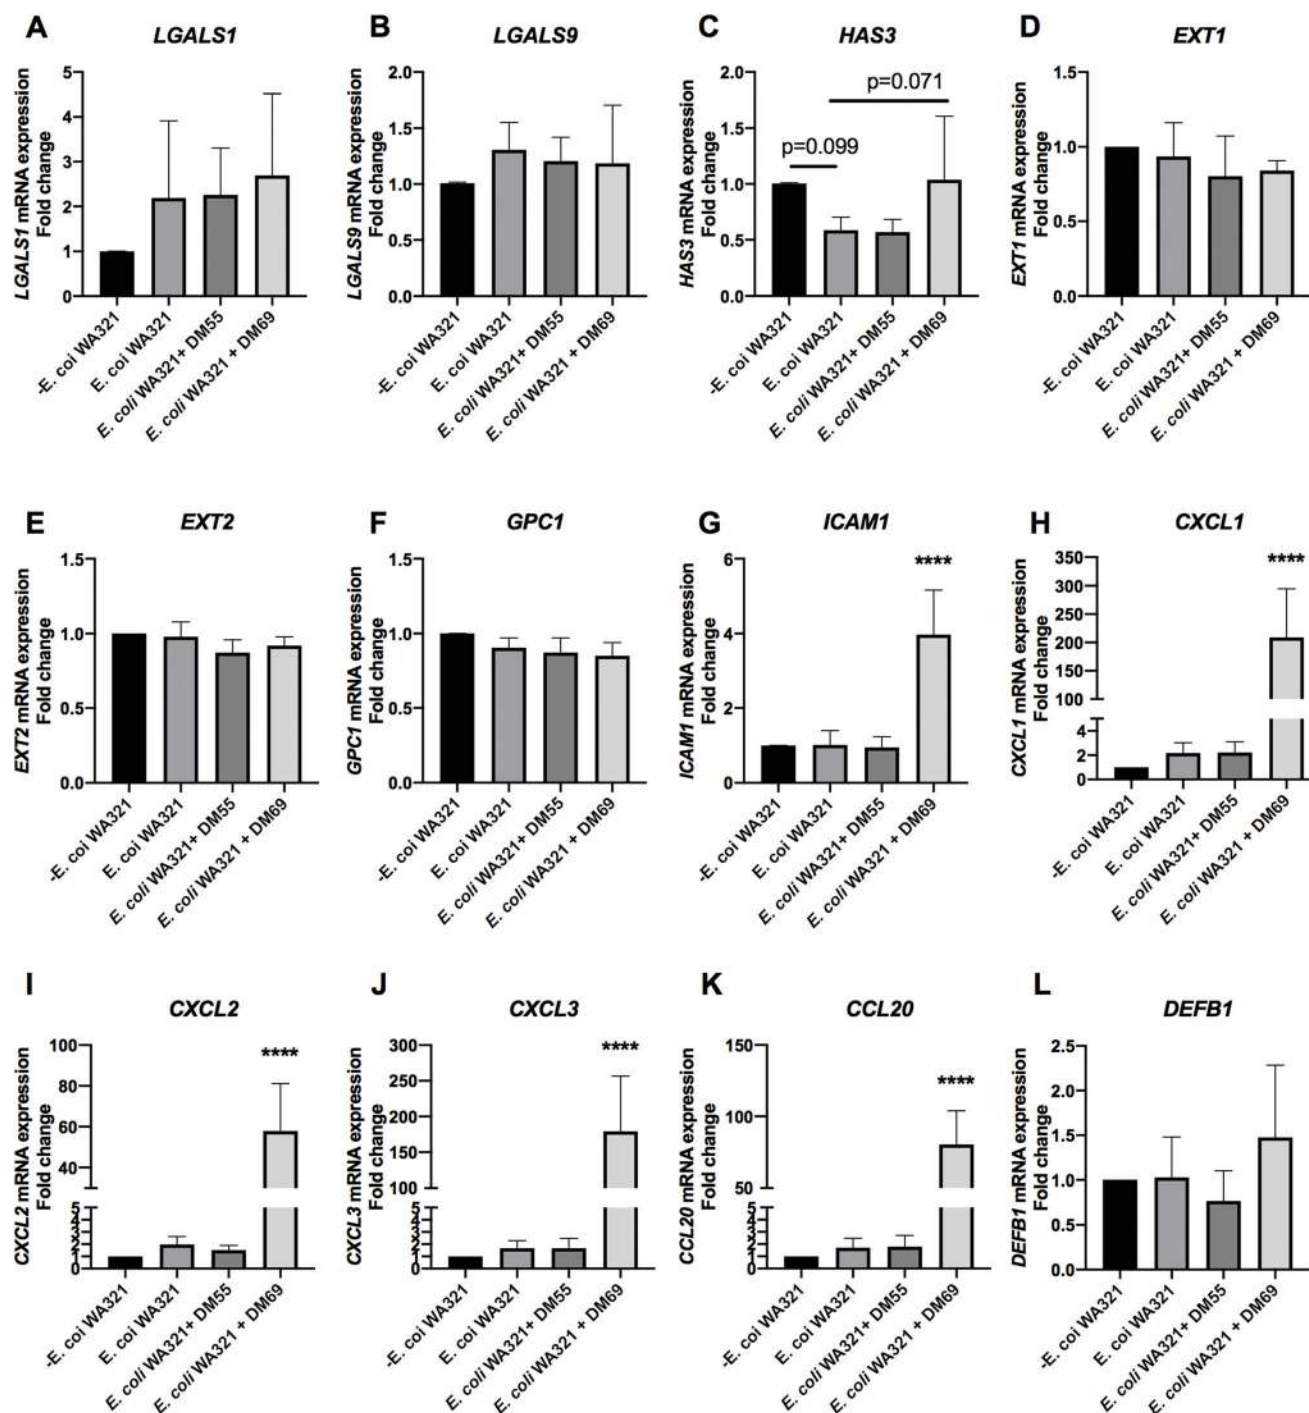 A
LGALS1
LGALS1 mRNA expression
Fold change
5
4
3
2
1
0
-E. coi WA321
E. coi WA321
E. coli WA321+ DM55
E. coli WA321 + DM69
B
LGALS9
LGALS9 mRNA expression
Fold change
2.0
1.5
1.0
0.5
0.0
-E. coi WA321
E. coi WA321
E. coli WA321+ DM55
E. coli WA321 + DM69
C
HAS3
HAS3 mRNA expression
Fold change
2.0
1.5
1.0
0.5
0.0
p=0.071
p=0.099
-E. coi WA321
E. coi WA321
E. coli WA321+ DM55
E. coli WA321 + DM69
D
EXT1
EXT1 mRNA expression
Fold change
1.5
1.0
0.5
0.0
-E. coi WA321
E. coi WA321
E. coli WA321+ DM55
E. coli WA321 + DM69
E
EXT2
EXT2 mRNA expression
Fold change
1.5
1.0
0.5
0.0
-E. coi WA321
E. coi WA321
E. coli WA321+ DM55
E. coli WA321 + DM69
F
GPC1
GPC1 mRNA expression
Fold change
1.5
1.0
0.5
0.0
-E. coi WA321
E. coi WA321
E. coli WA321+ DM55
E. coli WA321 + DM69
G
ICAM1
ICAM1 mRNA expression
Fold change
6
4
2
0
****
-E. coi WA321
E. coi WA321
E. coli WA321+ DM55
E. coli WA321 + DM69
H
CXCL1
CXCL1 mRNA expression
Fold change
350
300
250
200
150
100
4
2
0
****
-E. coi WA321
E. coi WA321
E. coli WA321+ DM55
E. coli WA321 + DM69
I
CXCL2
CXCL2 mRNA expression
Fold change
100
80
60
40
5
4
3
2
1
0
****
-E. coi WA321
E. coi WA321
E. coli WA321+ DM55
E. coli WA321 + DM69
J
CXCL3
CXCL3 mRNA expression
Fold change
300
250
200
150
100
5
4
3
2
1
0
****
-E. coi WA321
E. coi WA321
E. coli WA321+ DM55
E. coli WA321 + DM69
K
CCL20
CCL20 mRNA expression
Fold change
150
100
50
5
4
3
2
1
0
****
-E. coi WA321
E. coi WA321
E. coli WA321+ DM55
E. coli WA321 + DM69
L
DEFB1
DEFB1 mRNA expression
Fold change
2.5
2.0
1.5
1.0
0.5
0.0
-E. coi WA321
E. coi WA321
E. coli WA321+ DM55
E. coli WA321 + DM69